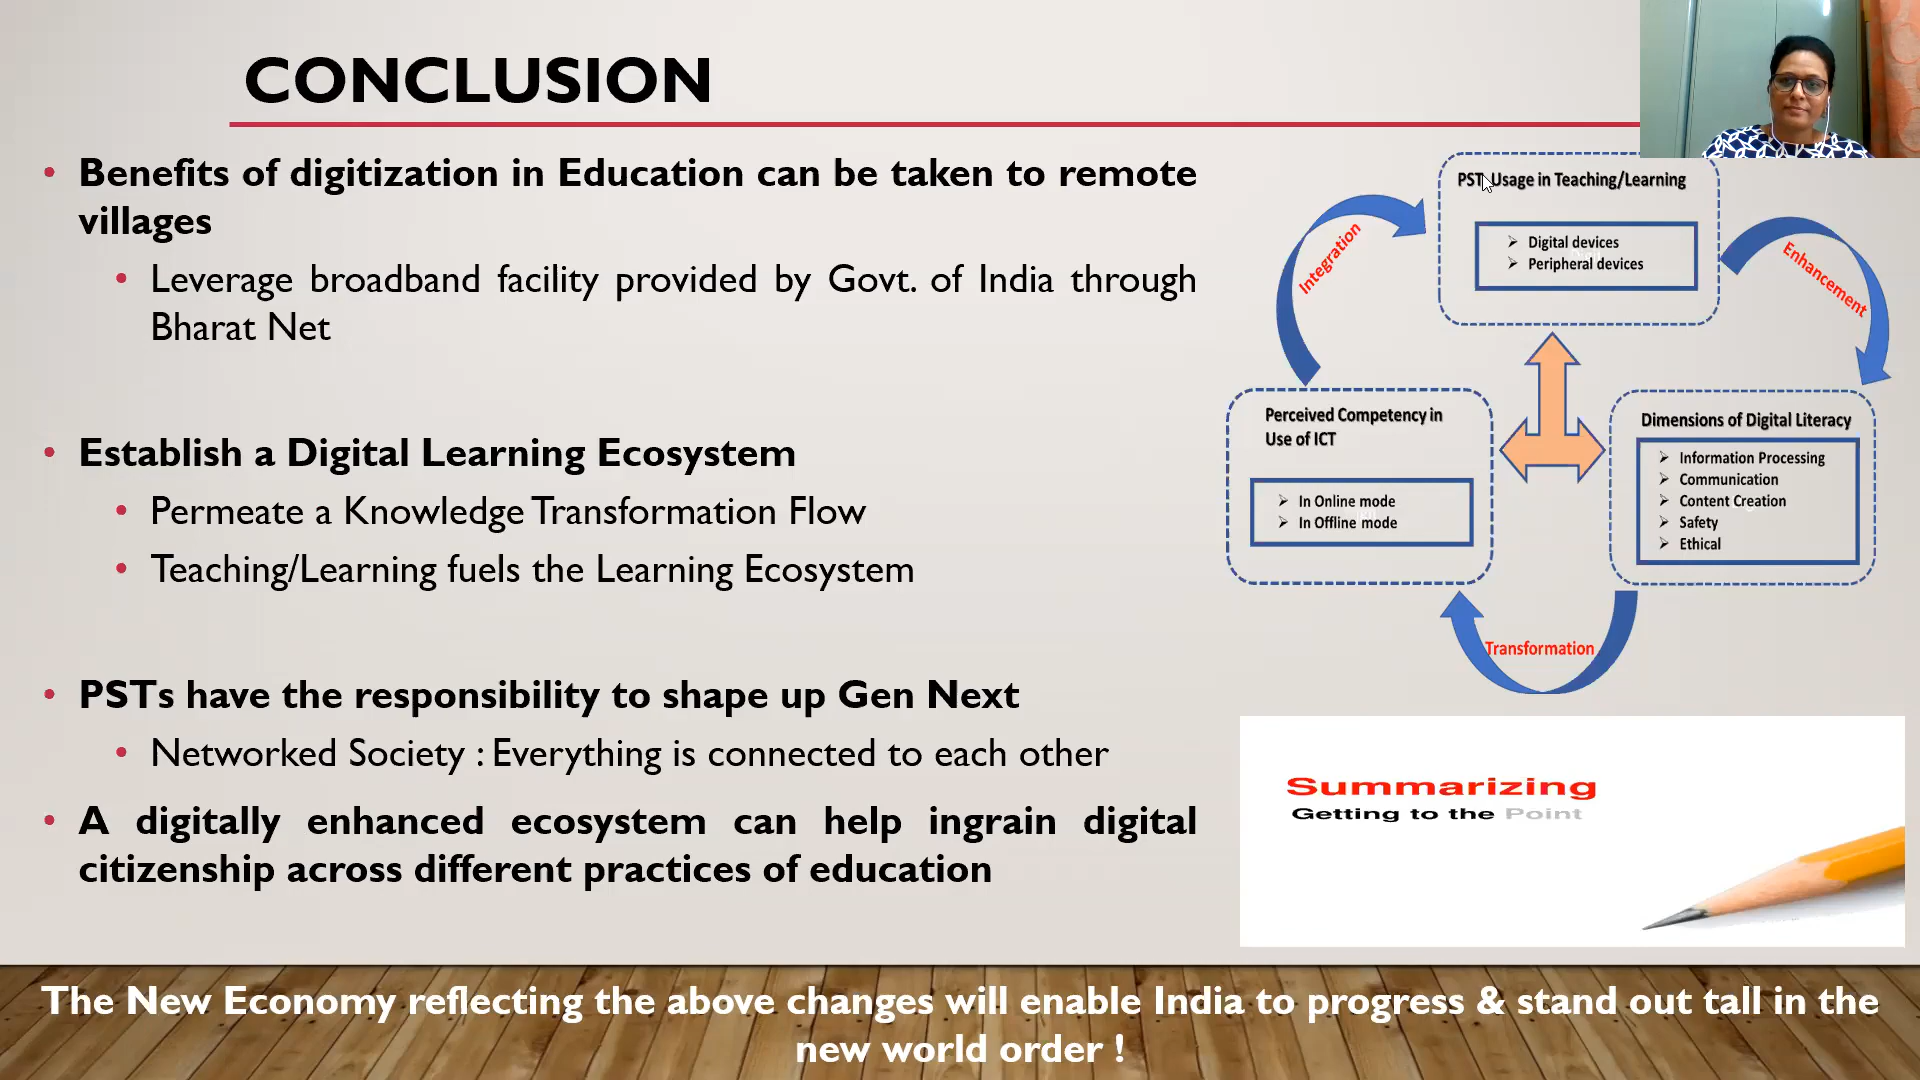 CONCLUSION
• Benefits of digitization in Education can be taken to remote
villages
• Leverage broadband facility provided by Govt. of India through
Bharat Net
• Establish a Digital Learning Ecosystem
• Permeate a Knowledge Transformation Flow
• Teaching/Learning fuels the Learning Ecosystem
• PSTs have the responsibility to shape up Gen Next
• Networked Society : Everything is connected to each other
• A digitally enhanced ecosystem can help ingrain digital
citizenship across different practices of education
PST Usage in Teaching/Learning
➢ Digital devices
➢ Peripheral devices
Integration
Enhancement
Perceived Competency in
Use of ICT
➢ In Online mode
➢ In Offline mode
Dimensions of Digital Literacy
➢ Information Processing
➢ Communication
➢ Content Creation
➢ Safety
➢ Ethical
Transformation
Summarizing
Getting to the Point
The New Economy reflecting the above changes will enable India to progress & stand out tall in the
new world order !